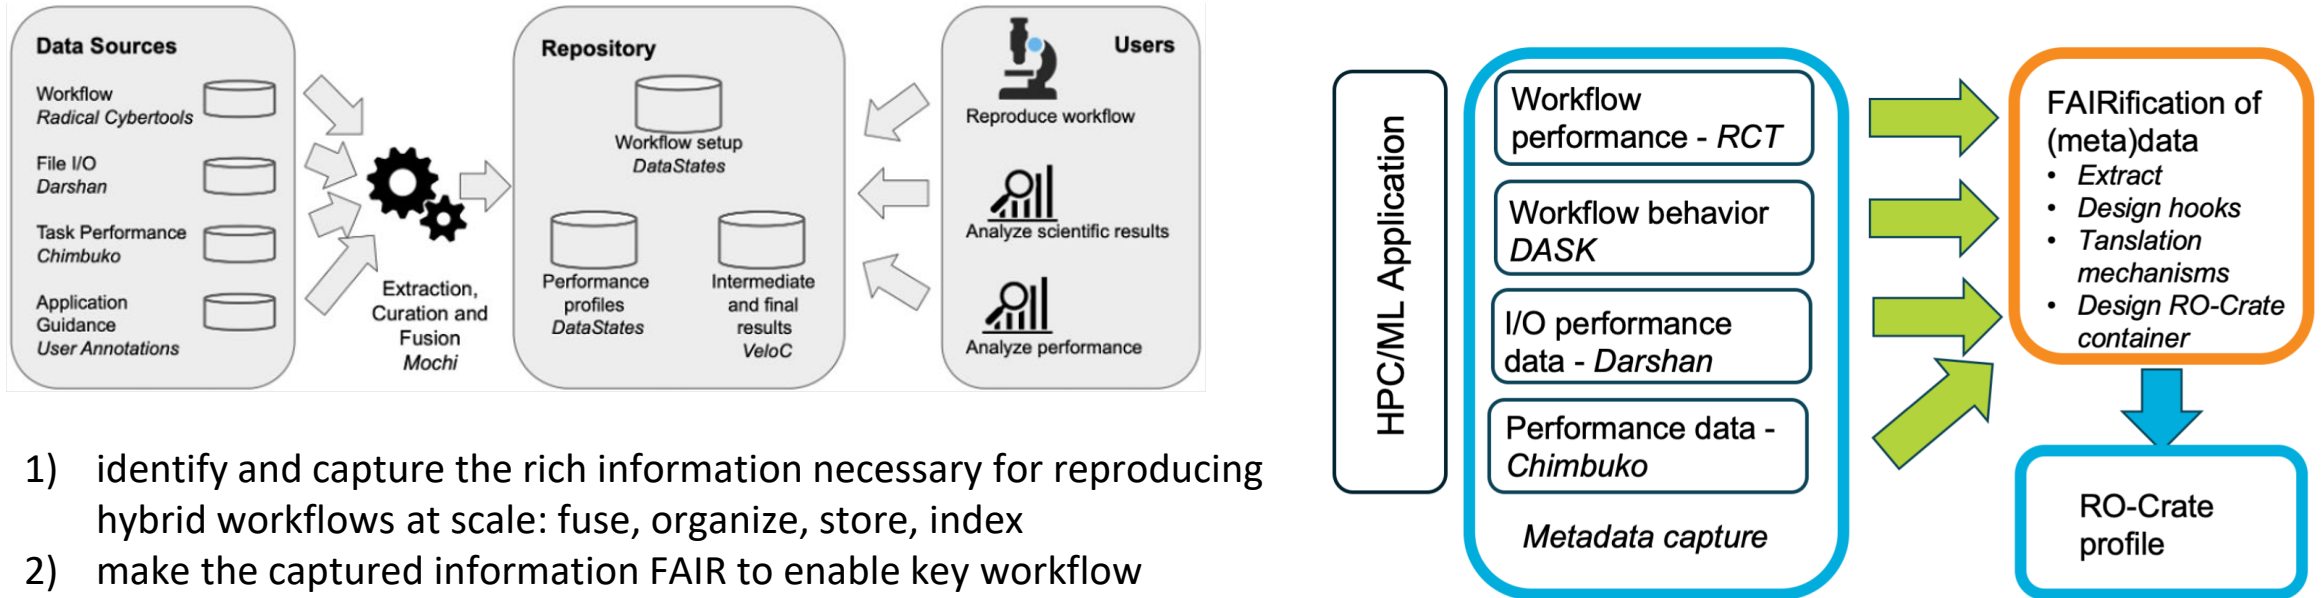 Data Sources
Workflow
Radical Cybertools
File I/O
Darshan
Task Performance
Chimbuko
Application
Guidance
User Annotations
Extraction,
Curation and
Fusion
Mochi
Repository
Workflow setup
DataStates
Performance
profiles
DataStates
Intermediate
and final
results
VeloC
Users
Reproduce workflow
Analyze scientific results
Analyze performance
1) identify and capture the rich information necessary for reproducing
hybrid workflows at scale: fuse, organize, store, index
2) make the captured information FAIR to enable key workflow
HPC/ML Application
Workflow
performance - RCT
Workflow behavior
DASK
I/O performance
data - Darshan
Performance data -
Chimbuko
Metadata capture
FAIRification of
(meta)data
• Extract
• Design hooks
• Tanslation
mechanisms
• Design RO-Crate
container
RO-Crate
profile